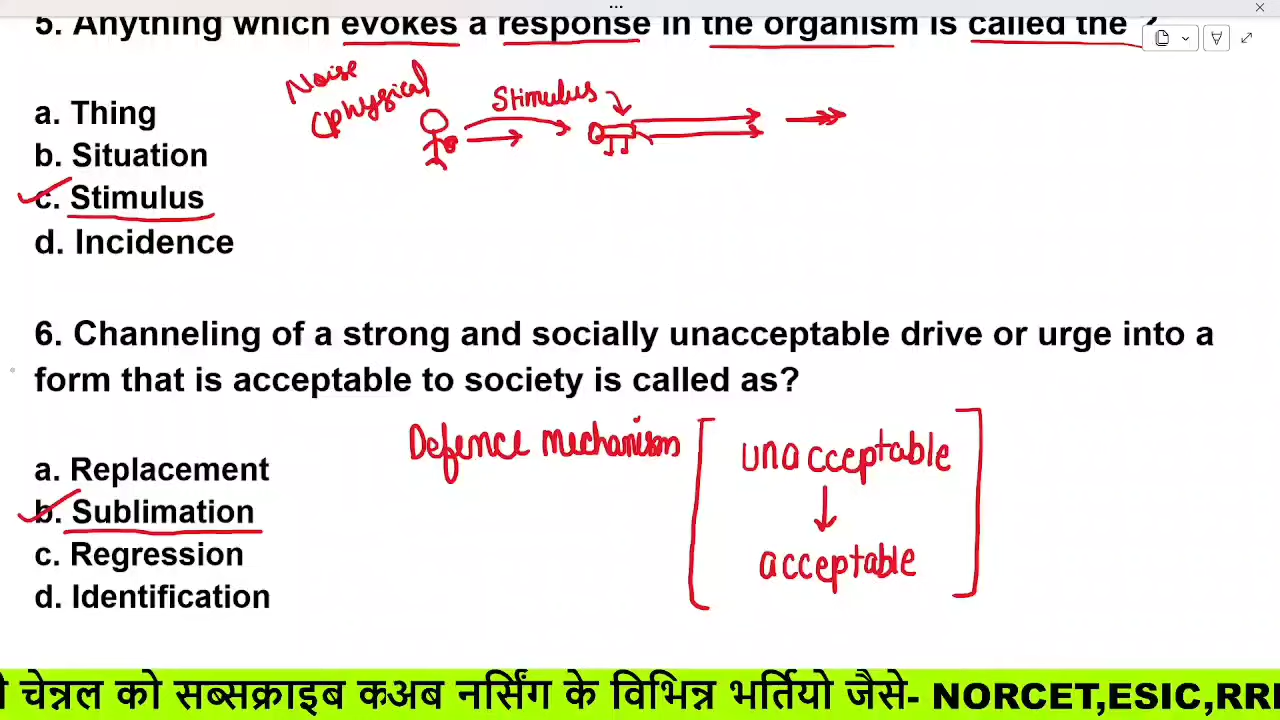 5. Anything which evokes a response in the organism is called the ?
Noise
(physical
Stimulus
a. Thing
b. Situation
c. Stimulus
d. Incidence
6. Channeling of a strong and socially unacceptable drive or urge into a
form that is acceptable to society is called as?
Defence mechanism
unacceptable
acceptable
a. Replacement
b. Sublimation
c. Regression
d. Identification
चेन्नल को सब्सक्राइब कअब नर्सिंग के विभिन्न भर्तियो जैसे- NORCET,ESIC,RRI